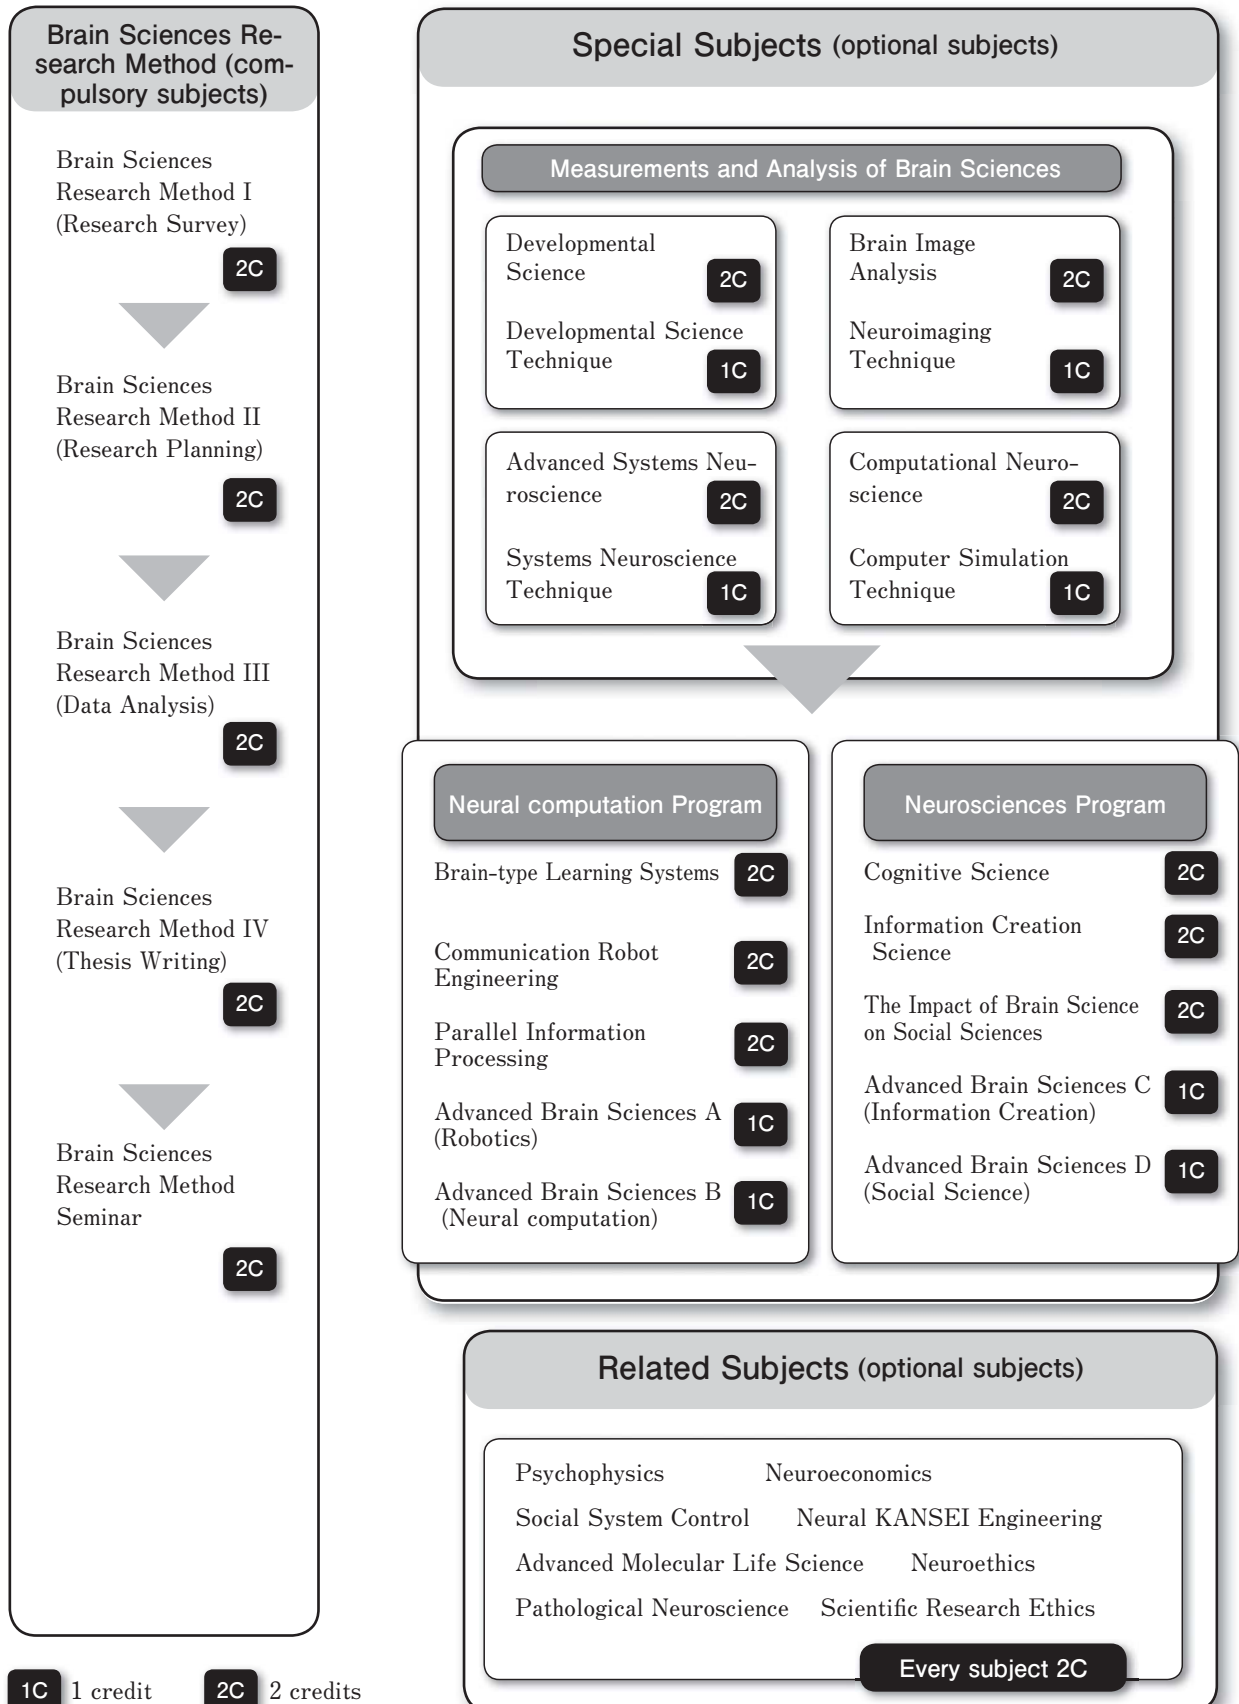 Brain Sciences Re-
search Method (com-
pulsory subjects)
Brain Sciences
Research Method I
(Research Survey)
2C
Brain Sciences
Research Method II
(Research Planning)
2C
Brain Sciences
Research Method III
(Data Analysis)
2C
Brain Sciences
Research Method IV
(Thesis Writing)
2C
Brain Sciences
Research Method
Seminar
2C
1C 1 credit 2C 2 credits
Special Subjects (optional subjects)
Measurements and Analysis of Brain Sciences
Developmental
Science
2C
Developmental Science
Technique
1C
Brain Image
Analysis
2C
Neuroimaging
Technique
1C
Advanced Systems Neu-
roscience
2C
Systems Neuroscience
Technique
1C
Computational Neuro-
science
2C
Computer Simulation
Technique
1C
Neural computation Program
Brain-type Learning Systems 2C
Communication Robot
Engineering
2C
Parallel Information
Processing
2C
Advanced Brain Sciences A
(Robotics)
1C
Advanced Brain Sciences B
(Neural computation)
1C
Neurosciences Program
Cognitive Science 2C
Information Creation
Science
2C
The Impact of Brain Science
on Social Sciences
2C
Advanced Brain Sciences C
(Information Creation)
1C
Advanced Brain Sciences D
(Social Science)
1C
Related Subjects (optional subjects)
Psychophysics Neuroeconomics
Social System Control Neural KANSEI Engineering
Advanced Molecular Life Science Neuroethics
Pathological Neuroscience Scientific Research Ethics
Every subject 2C